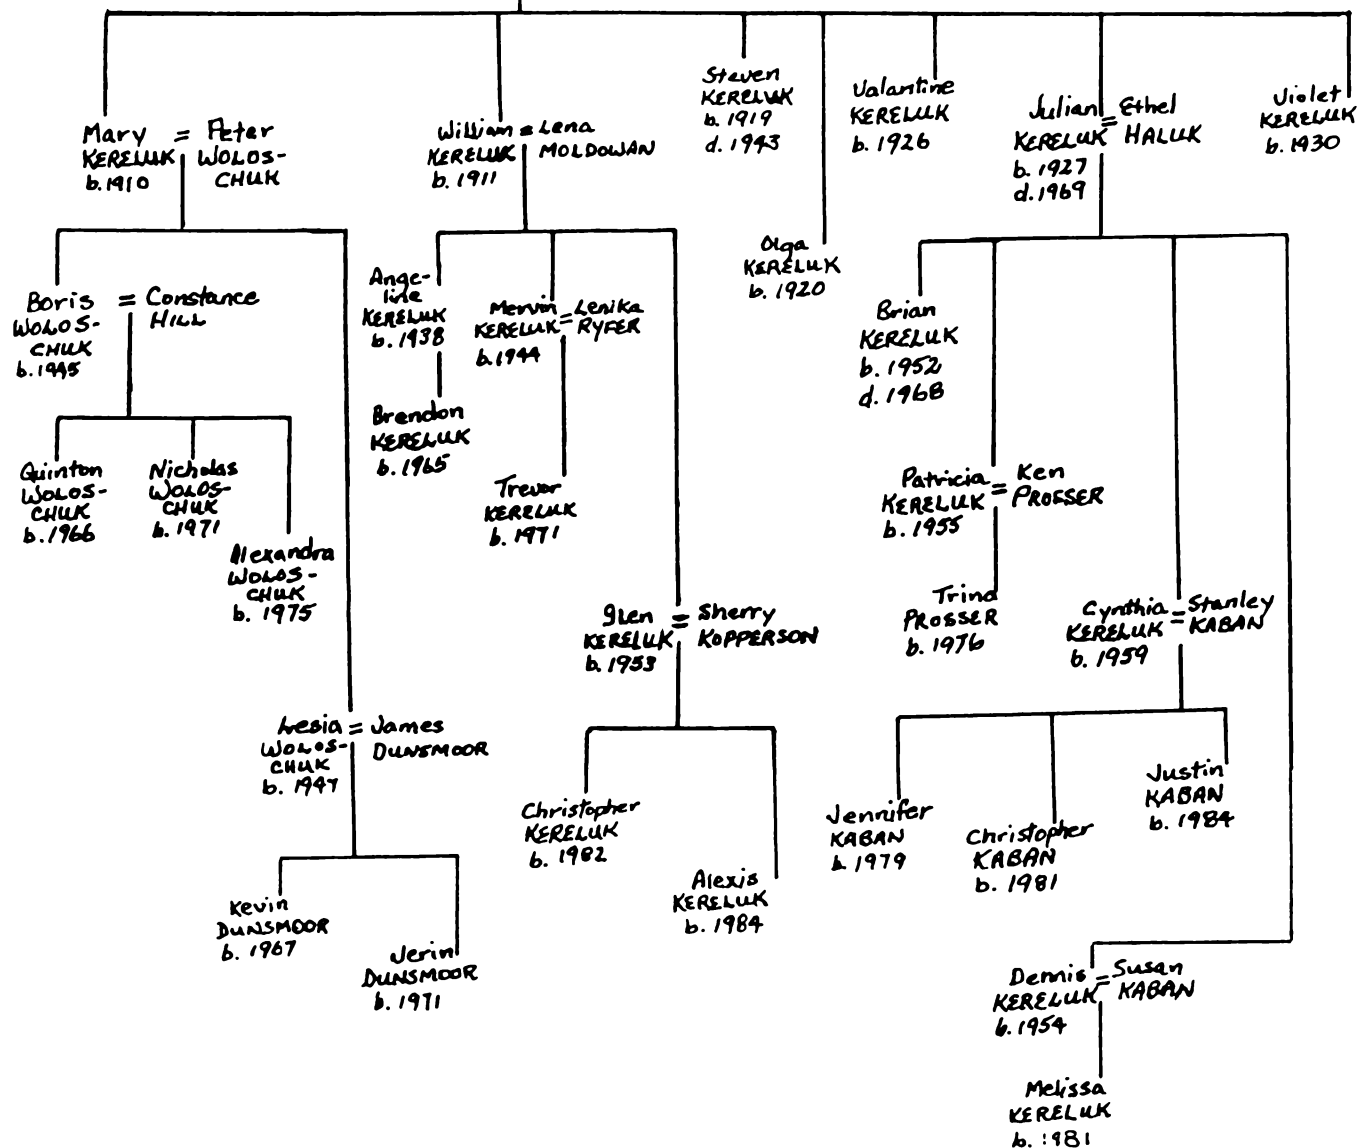 Mary = Peter
KERELUK WOLOS-
b. 1910 CHUK
William = Lena
KERELUK MOLDOWAN
b. 1911
Steven
KERELUK
b. 1919
d. 1943
Olga
KERELUK
b. 1920
Valantine
KERELUK
b. 1926
Julian = Ethel
KERELUK HALUK
b. 1927
d. 1969
Violet
KERELUK
b. 1930
Boris = Constance
WOLOS- HILL
CHUK
b. 1945
Quinton
WOLOS-
CHUK
b. 1966
Nicholas
WOLOS-
CHUK
b. 1971
Alexandra
WOLOS-
CHUK
b. 1975
Lesia = James
WOLOS- DUNSMOOR
CHUK
b. 1947
Kevin
DUNSMOOR
b. 1967
Jerin
DUNSMOOR
b. 1971
Ange-
line
KERELUK
b. 1938
Brendon
KERELUK
b. 1965
Mervin = Lenika
KERELUK RYFER
b. 1944
Trevor
KERELUK
b. 1971
Glen = Sherry
KERELUK KOPPERSON
b. 1953
Christopher
KERELUK
b. 1982
Alexis
KERELUK
b. 1984
Brian
KERELUK
b. 1952
d. 1968
Patricia = Ken
KERELUK PROSSER
b. 1955
Trina
PROSSER
b. 1976
Cynthia = Stanley
KERELUK KABAN
b. 1959
Jennifer
KABAN
b. 1979
Christopher
KABAN
b. 1981
Justin
KABAN
b. 1984
Dennis = Susan
KERELUK KABAN
b. 1954
Melissa
KERELUK
b. 1981